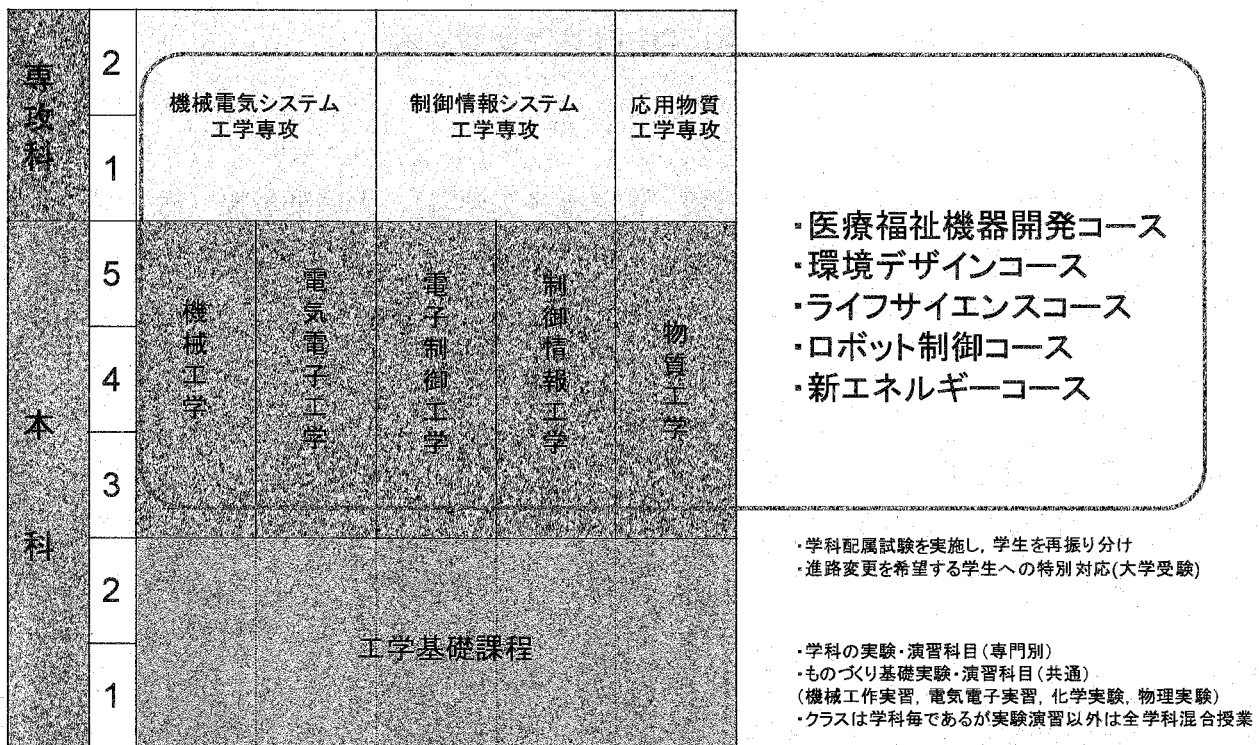 専攻科
2
1
機械電気システム
工学専攻
制御情報システム
工学専攻
応用物質
工学専攻
本科
5
4
3
2
1
機械工学
電気電子工学
電子制御工学
制御情報工学
物質工学
工学基礎課程
・医療福祉機器開発コース
・環境デザインコース
・ライフサイエンスコース
・ロボット制御コース
・新エネルギーコース
・学科配属試験を実施し，学生を再振り分け
・進路変更を希望する学生への特別対応(大学受験)
・学科の実験・演習科目(専門別)
・ものづくり基礎実験・演習科目(共通)
(機械工作実習，電気電子実習，化学実験，物理実験)
・クラスは学科毎であるが実験演習以外は全学科混合授業